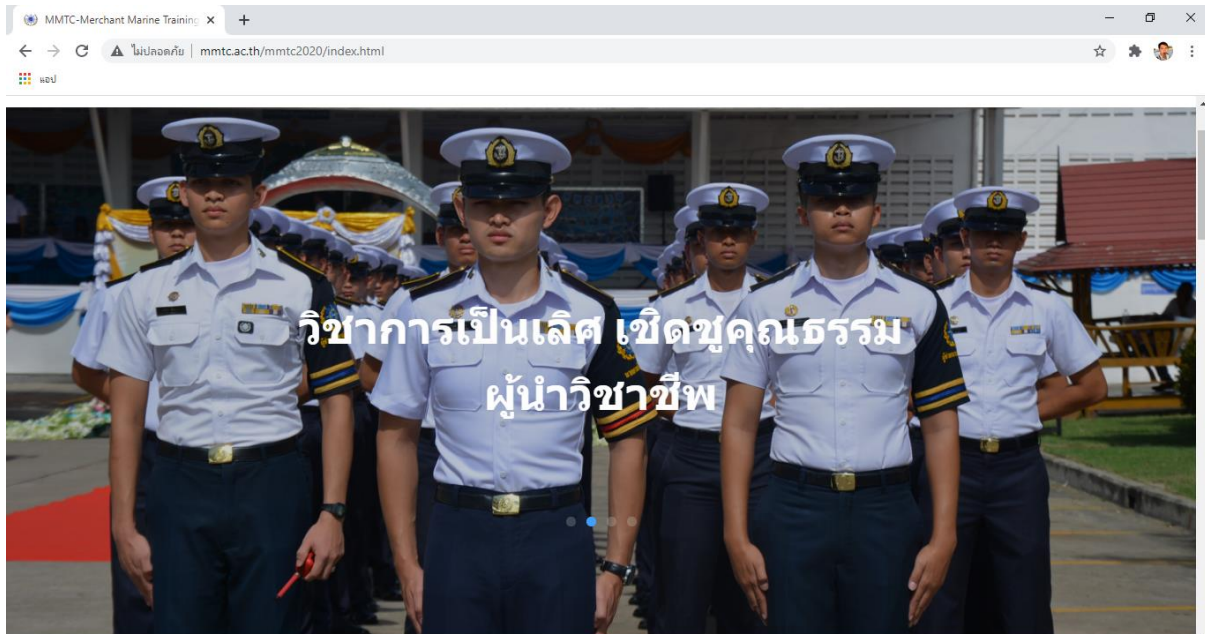 MMTC-Merchant Marine Training
ไม่ปลอดภัย | mmtc.ac.th/mmtc2020/index.html
แอป
วิชาการเป็นเลิศ เชิดชูคุณธรรม
ผู้นำวิชาชีพ